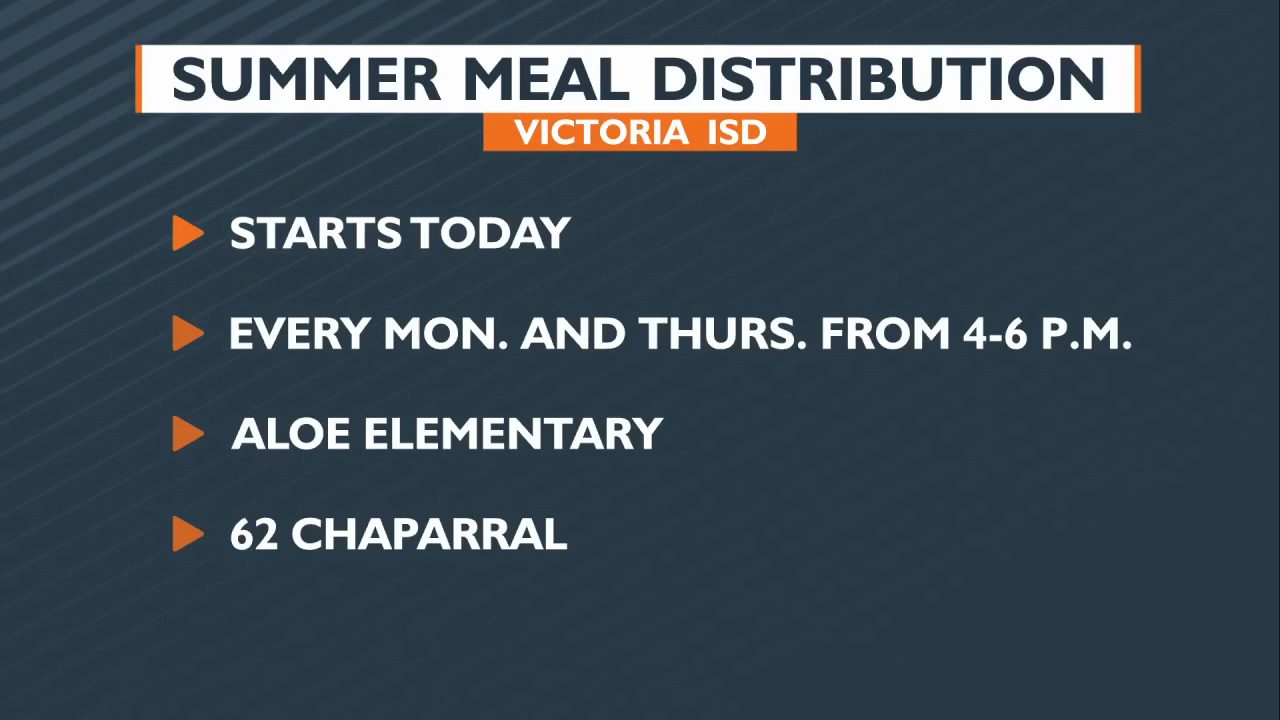 SUMMER MEAL DISTRIBUTION
VICTORIA ISD
STARTS TODAY
EVERY MON. AND THURS. FROM 4-6 P.M.
ALOE ELEMENTARY
62 CHAPARRAL